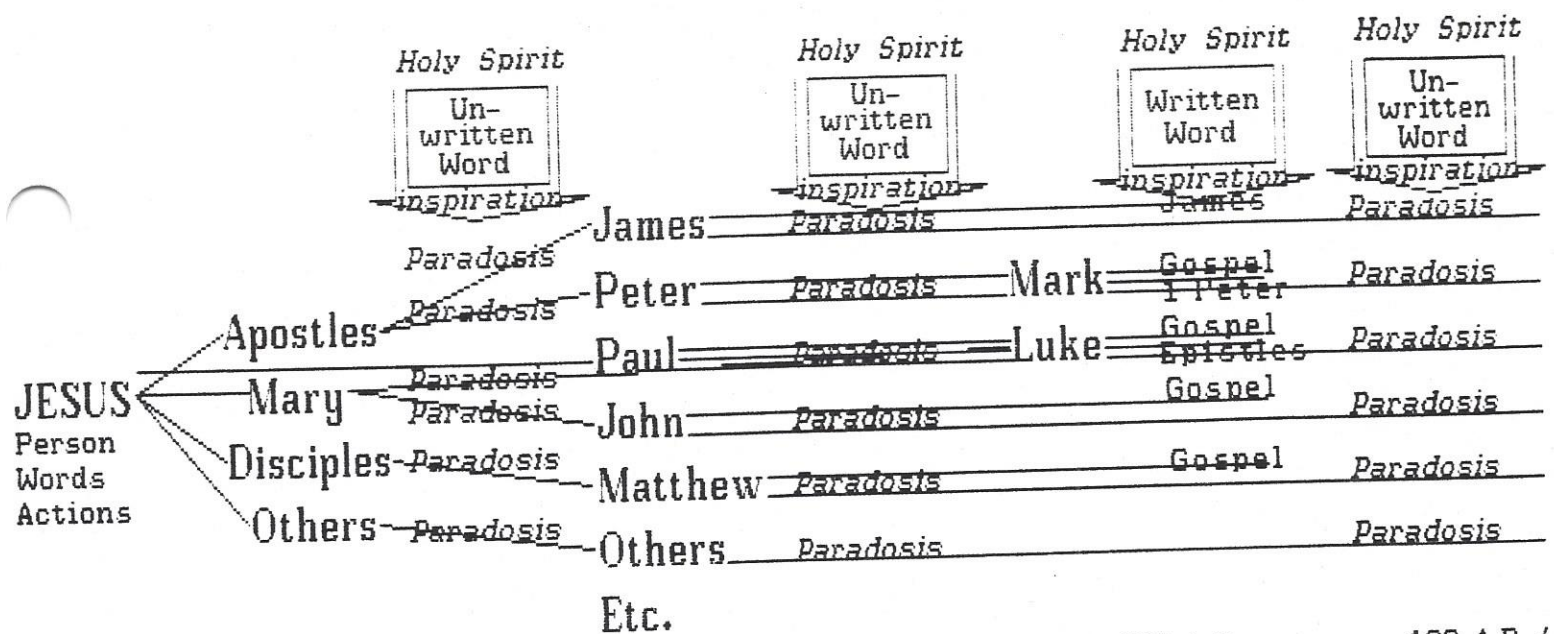 Holy Spirit
Un-
written
Word
inspiration
Holy Spirit
Un-
written
Word
inspiration
Holy Spirit
Written
Word
inspiration
Holy Spirit
Un-
written
Word
inspiration
JESUS
Person
Words
Actions
Apostles
Mary
Disciples
Others
Paradosis
Paradosis
Paradosis
Paradosis
Paradosis
Paradosis
James
Paradosis
James
Paradosis
Peter
Paradosis
Mark
Gospel
I Peter
Paradosis
Paul
Paradosis
Luke
Gospel
Epistles
Paradosis
John
Paradosis
Gospel
Paradosis
Matthew
Paradosis
Gospel
Paradosis
Others
Paradosis
Paradosis
Etc.